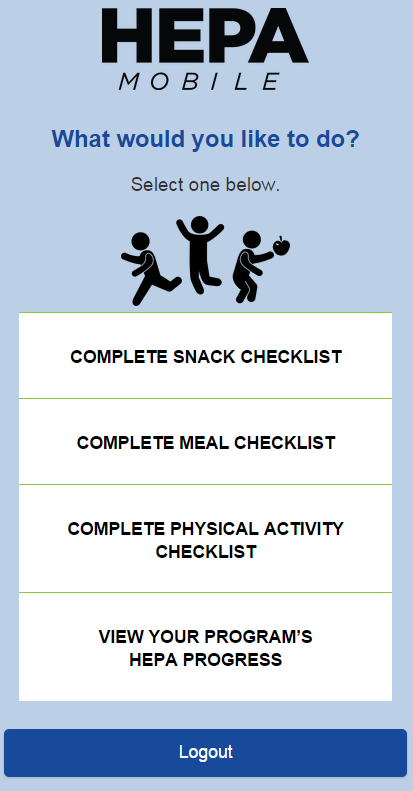 HEPA
MOBILE
What would you like to do?
Select one below.
COMPLETE SNACK CHECKLIST
COMPLETE MEAL CHECKLIST
COMPLETE PHYSICAL ACTIVITY
CHECKLIST
VIEW YOUR PROGRAM’S
HEPA PROGRESS
Logout